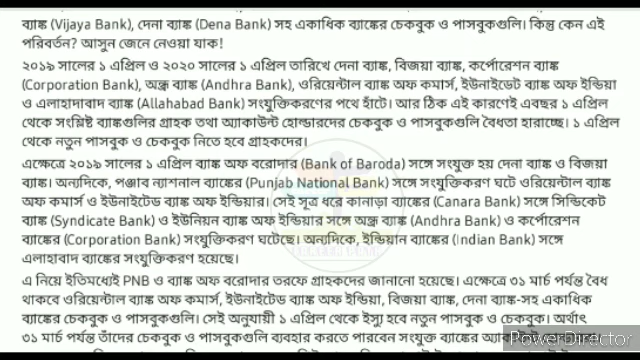 ব্যাঙ্ক (Vijaya Bank), দেনা ব্যাঙ্ক (Dena Bank) সহ একাধিক ব্যাঙ্কের চেকবুক ও পাসবুকগুলি। কিন্তু কেন এই
পরিবর্তন? আসুন জেনে নেওয়া যাক!
২০১৯ সালের ১ এপ্রিল ও ২০২০ সালের ১ এপ্রিল তারিখে দেনা ব্যাঙ্ক, বিজয়া ব্যাঙ্ক, কর্পোরেশন ব্যাঙ্ক
(Corporation Bank), অন্ধ্র ব্যাঙ্ক (Andhra Bank), ওরিয়েন্টাল ব্যাঙ্ক অফ কমার্স, ইউনাইডেট ব্যাঙ্ক অফ ইন্ডিয়া
ও এলাহাদাবাদ ব্যাঙ্ক (Allahabad Bank) সংযুক্তিকরণের পথে হাঁটে। আর ঠিক এই কারণেই এবছর ১ এপ্রিল
থেকে সংশ্লিষ্ট ব্যাঙ্কগুলির গ্রাহক তথা অ্যাকাউন্ট হোল্ডারদের চেকবুক ও পাসবুকগুলি বৈধতা হারাচ্ছে। ১ এপ্রিল
থেকে নতুন পাসবুক ও চেকবুক নিতে হবে গ্রাহকদের।
এক্ষেত্রে ২০১৯ সালের ১ এপ্রিল ব্যাঙ্ক অফ বরোদার (Bank of Baroda) সঙ্গে সংযুক্ত হয় দেনা ব্যাঙ্ক ও বিজয়া
ব্যাঙ্ক। অন্যদিকে, পঞ্জাব ন্যাশানাল ব্যাঙ্কের (Punjab National Bank) সঙ্গে সংযুক্তিকরণ ঘটে ওরিয়েন্টাল ব্যাঙ্ক
অফ কমার্স ও ইউনাইটেড ব্যাঙ্ক অফ ইন্ডিয়ার। সেই সূত্র ধরে কানাড়া ব্যাঙ্কের (Canara Bank) সঙ্গে সিন্ডিকেট
ব্যাঙ্ক (Syndicate Bank) ও ইউনিয়ন ব্যাঙ্ক অফ ইন্ডিয়ার সঙ্গে অন্ধ্র ব্যাঙ্ক (Andhra Bank) ও কর্পোরেশন
ব্যাঙ্কের (Corporation Bank) সংযুক্তিকরণ ঘটেছে। অন্যদিকে, ইন্ডিয়ান ব্যাঙ্কের (Indian Bank) সঙ্গে
এলাহাবাদ ব্যাঙ্কের সংযুক্তিকরণ হয়েছে।
এ নিয়ে ইতিমধ্যেই PNB ও ব্যাঙ্ক অফ বরোদার তরফে গ্রাহকদের জানানো হয়েছে। এক্ষেত্রে ৩১ মার্চ পর্যন্ত বৈধ
থাকবে ওরিয়েন্টাল ব্যাঙ্ক অফ কমার্স, ইউনাইটেড ব্যাঙ্ক অফ ইন্ডিয়া, বিজয়া ব্যাঙ্ক, দেনা ব্যাঙ্ক-সহ একাধিক
ব্যাঙ্কের চেকবুক ও পাসবুকগুলি। সেই অনুযায়ী ১ এপ্রিল থেকে ইস্যু হবে নতুন পাসবুক ও চেকবুক। অর্থাৎ
৩১ মার্চ পর্যন্ত তাঁদের চেকবুক ও পাসবুকগুলি ব্যবহার করতে পারবেন সংযুক্ত ব্যাঙ্কের
PowerDirector